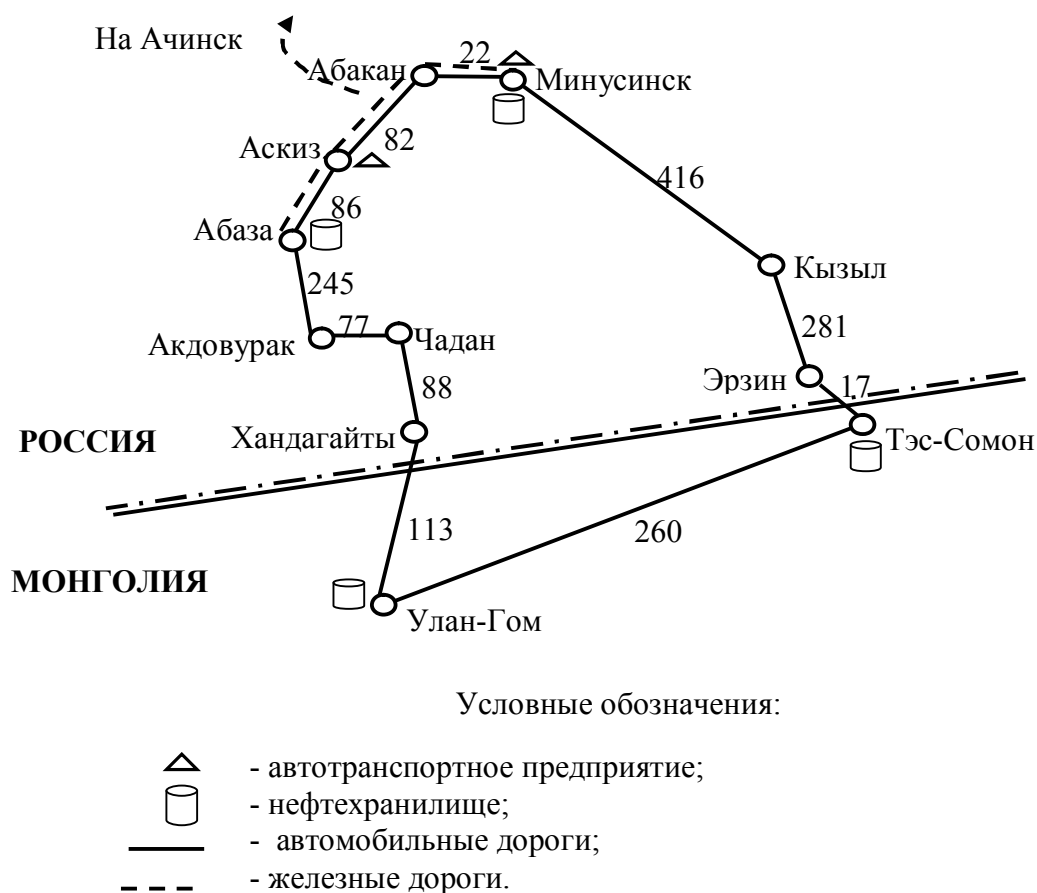 На Ачинск
22
Абакан
Минусинск
82
Аскиз
416
86
Абаза
Кызыл
245
77
Акдовурак
Чадан
281
88
Эрзин
17
РОССИЯ
Хандагайты
Тэс-Сомон
113
260
МОНГОЛИЯ
Улан-Гом
Условные обозначения:
- автотранспортное предприятие;
- нефтехранилище;
- автомобильные дороги;
- железные дороги.